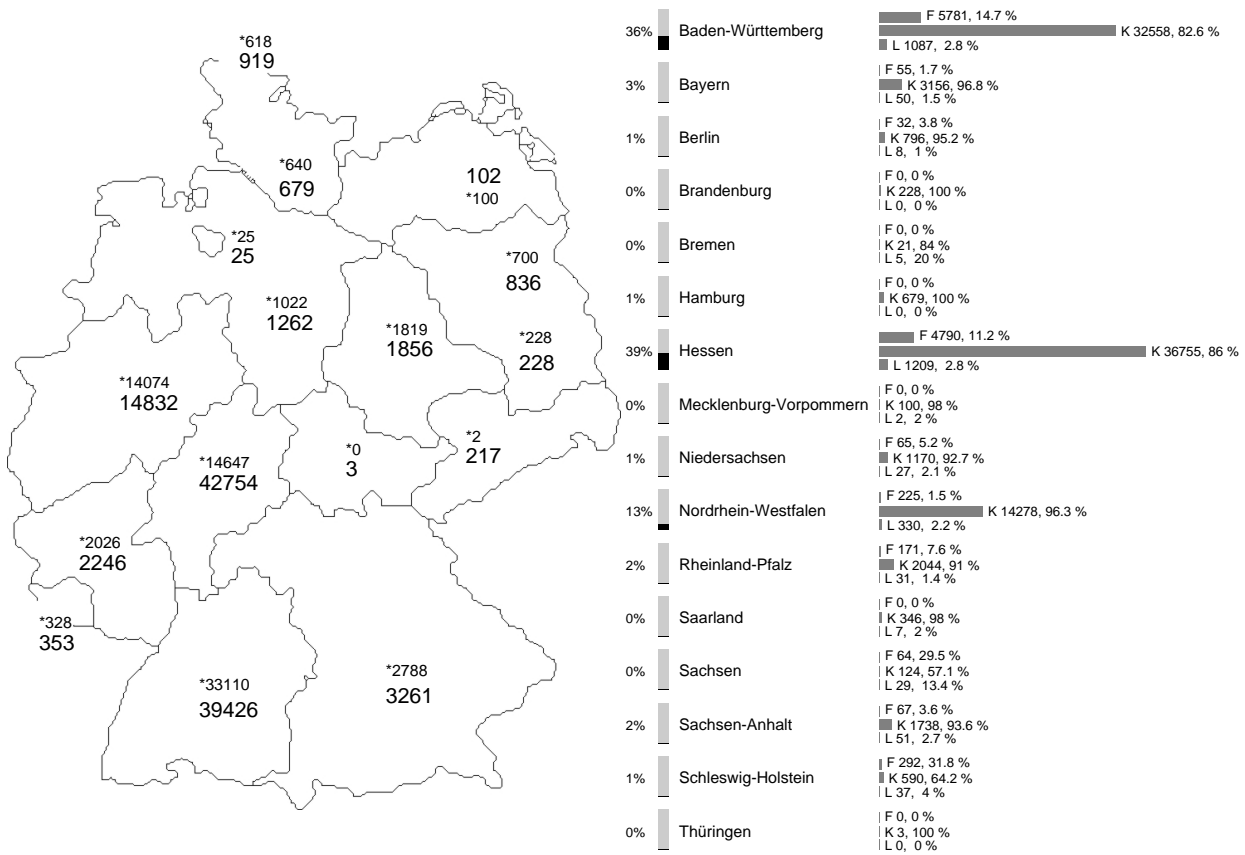 *618
919
*640
679
102
*100
*25
25
*700
836
*1022
1262
*1819
1856
*228
228
*14074
14832
*0
3
*2
217
*14647
42754
*2026
2246
*328
353
*33110
39426
*2788
3261
36% Baden-Württemberg
F 5781, 14.7 %
K 32558, 82.6 %
L 1087, 2.8 %
3% Bayern
F 55, 1.7 %
K 3156, 96.8 %
L 50, 1.5 %
1% Berlin
F 32, 3.8 %
K 796, 95.2 %
L 8, 1 %
0% Brandenburg
F 0, 0 %
K 228, 100 %
L 0, 0 %
0% Bremen
F 0, 0 %
K 21, 84 %
L 5, 20 %
1% Hamburg
F 0, 0 %
K 679, 100 %
L 0, 0 %
39% Hessen
F 4790, 11.2 %
K 36755, 86 %
L 1209, 2.8 %
0% Mecklenburg-Vorpommern
F 0, 0 %
K 100, 98 %
L 2, 2 %
1% Niedersachsen
F 65, 5.2 %
K 1170, 92.7 %
L 27, 2.1 %
13% Nordrhein-Westfalen
F 225, 1.5 %
K 14278, 96.3 %
L 330, 2.2 %
2% Rheinland-Pfalz
F 171, 7.6 %
K 2044, 91 %
L 31, 1.4 %
0% Saarland
F 0, 0 %
K 346, 98 %
L 7, 2 %
0% Sachsen
F 64, 29.5 %
K 124, 57.1 %
L 29, 13.4 %
2% Sachsen-Anhalt
F 67, 3.6 %
K 1738, 93.6 %
L 51, 2.7 %
1% Schleswig-Holstein
F 292, 31.8 %
K 590, 64.2 %
L 37, 4 %
0% Thüringen
F 0, 0 %
K 3, 100 %
L 0, 0 %